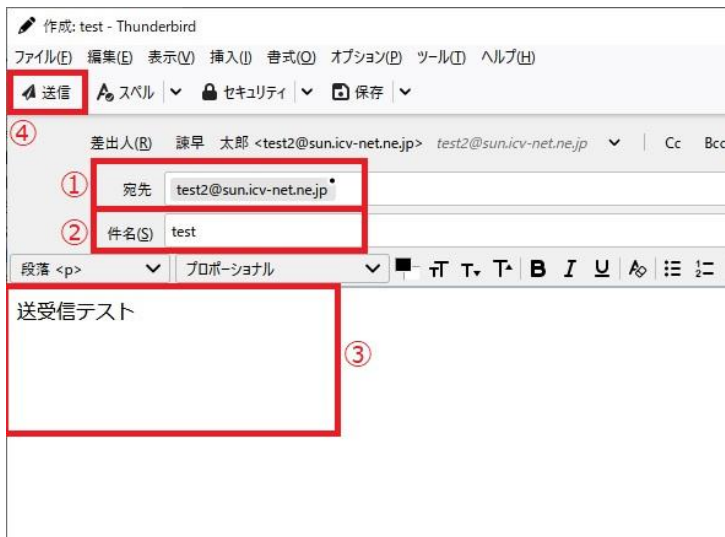 作成: test - Thunderbird
ファイル(F) 編集(E) 表示(V) 挿入(I) 書式(O) オプション(P) ツール(T) ヘルプ(H)
送信 スペル セキュリティ 保存
④
差出人(R) 諫早 太郎 <test2@sun.icv-net.ne.jp> test2@sun.icv-net.ne.jp Cc Bcc
① 宛先 test2@sun.icv-net.ne.jp
② 件名(S) test
段落 <p> プロポーショナル B I U
送受信テスト
③